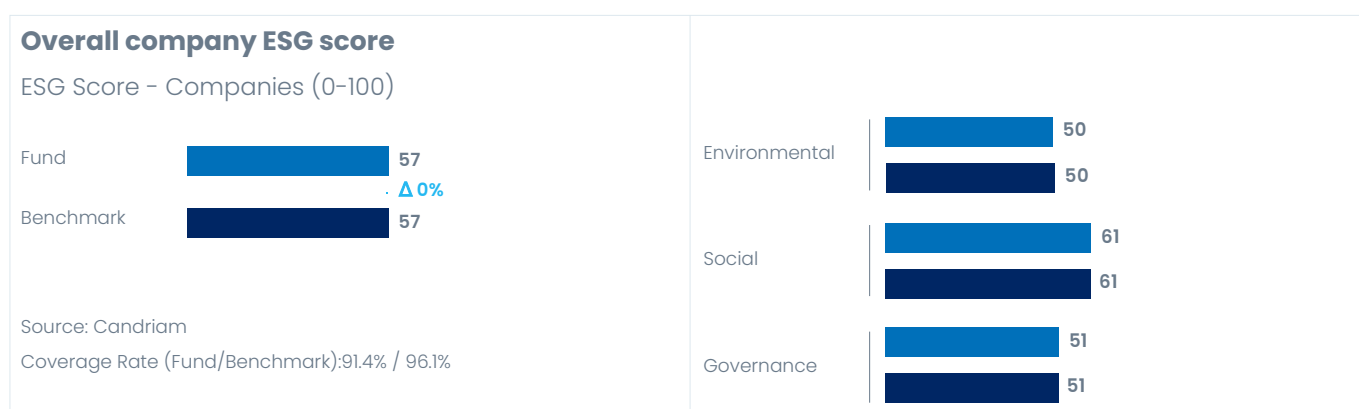 Overall company ESG score
ESG Score - Companies (0-100)
Fund
57
Δ 0%
Benchmark
57
Source: Candriam
Coverage Rate (Fund/Benchmark):91.4% / 96.1%
Environmental
50
50
Social
61
61
Governance
51
51